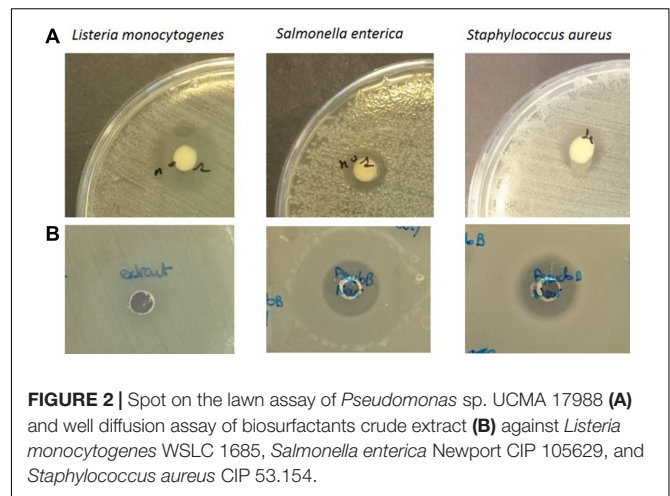 A
Listeria monocytogenes
Salmonella enterica
Staphylococcus aureus
n°
n°
B
extrait
FIGURE 2 | Spot on the lawn assay of Pseudomonas sp. UCMA 17988 (A)
and well diffusion assay of biosurfactants crude extract (B) against Listeria
monocytogenes WSLC 1685, Salmonella enterica Newport CIP 105629, and
Staphylococcus aureus CIP 53.154.